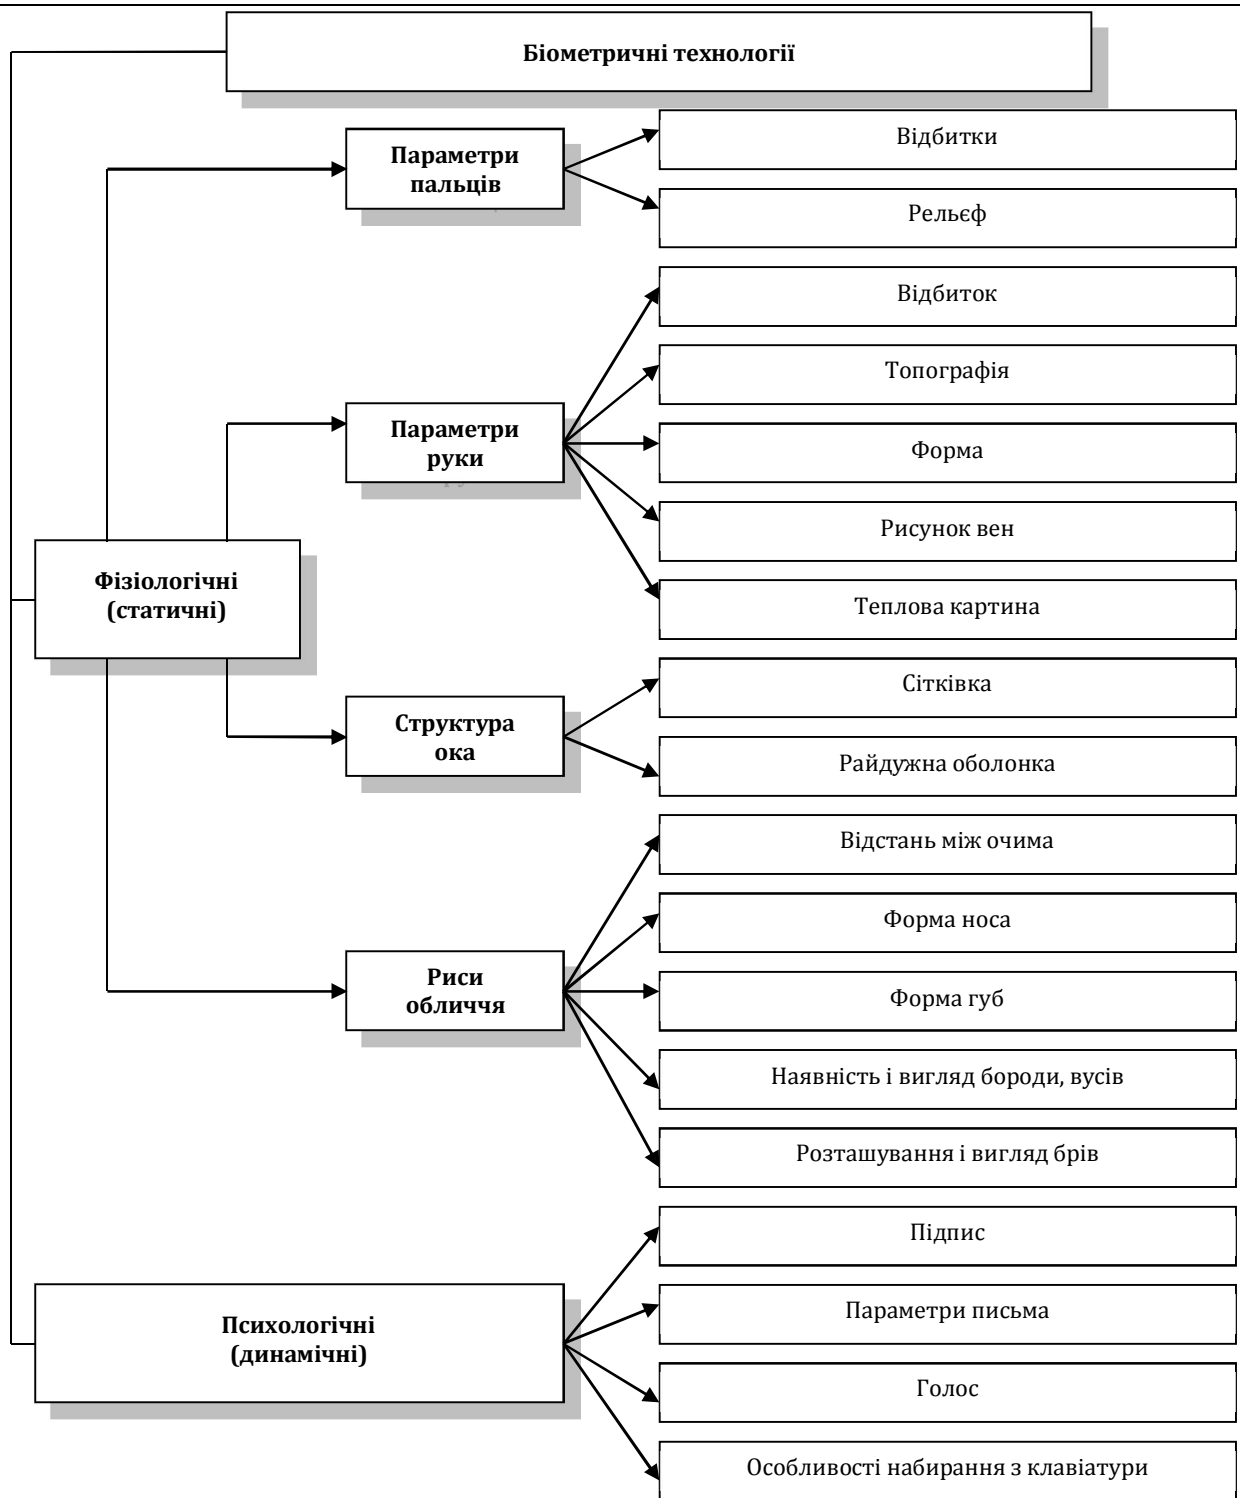 Біометричні технології
Параметри
пальців
Відбитки
Рельєф
Відбиток
Топографія
Параметри
руки
Форма
Рисунок вен
Фізіологічні
(статичні)
Теплова картина
Сітківка
Структура
ока
Райдужна оболонка
Відстань між очима
Форма носа
Риси
обличчя
Форма губ
Наявність і вигляд бороди, вусів
Розташування і вигляд брів
Підпис
Параметри письма
Психологічні
(динамічні)
Голос
Особливості набирання з клавіатури